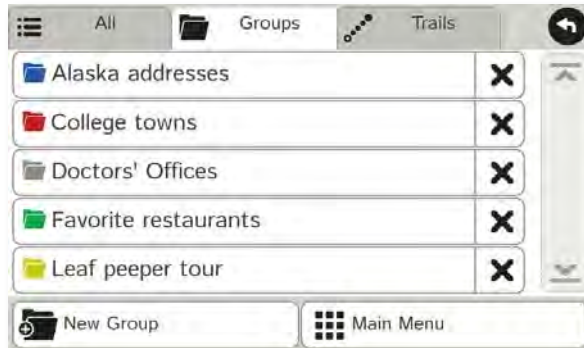 All Groups Trails
Alaska addresses
College towns
Doctors' Offices
Favorite restaurants
Leaf peeper tour
New Group Main Menu